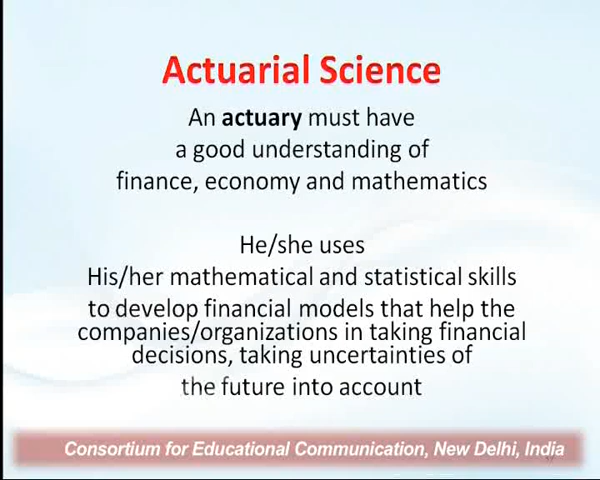 Actuarial Science
An actuary must have
a good understanding of
finance, economy and mathematics
He/she uses
His/her mathematical and statistical skills
to develop financial models that help the
companies/organizations in taking financial
decisions, taking uncertainties of
the future into account
Consortium for Educational Communication, New Delhi, India